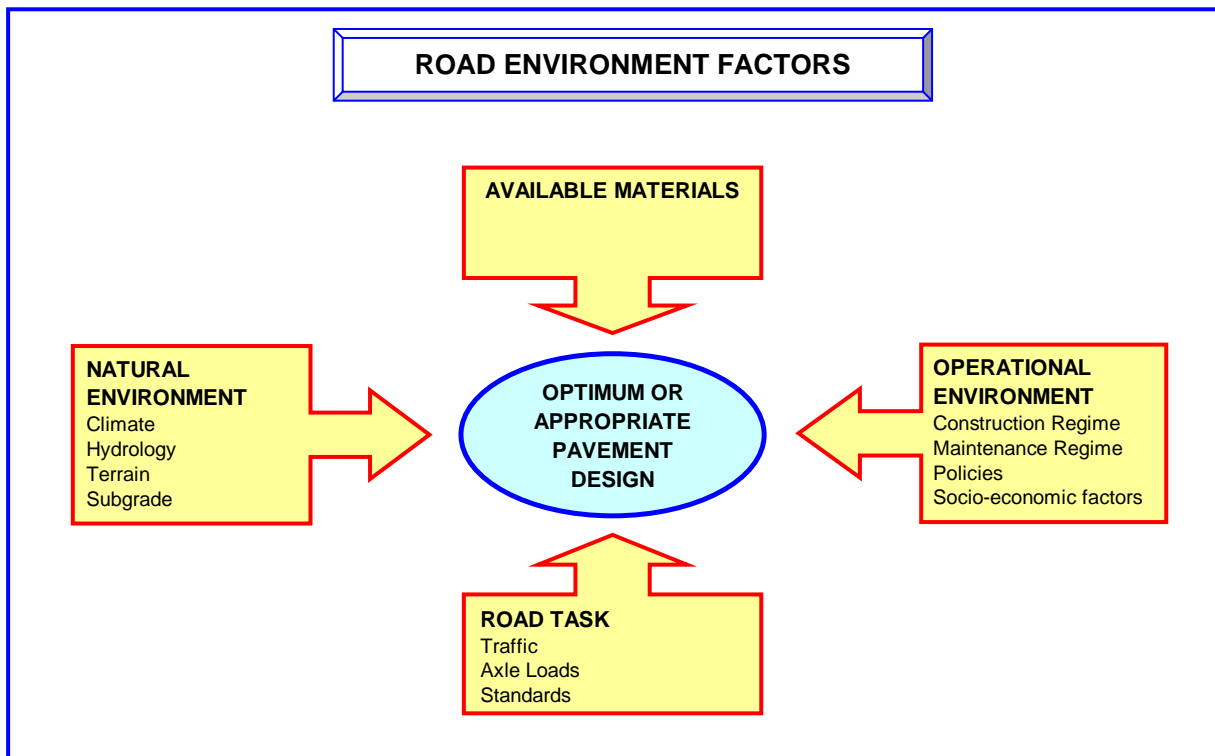 ROAD ENVIRONMENT FACTORS
AVAILABLE MATERIALS
NATURAL
ENVIRONMENT
Climate
Hydrology
Terrain
Subgrade
OPTIMUM OR
APPROPRIATE
PAVEMENT
DESIGN
OPERATIONAL
ENVIRONMENT
Construction Regime
Maintenance Regime
Policies
Socio-economic factors
ROAD TASK
Traffic
Axle Loads
Standards